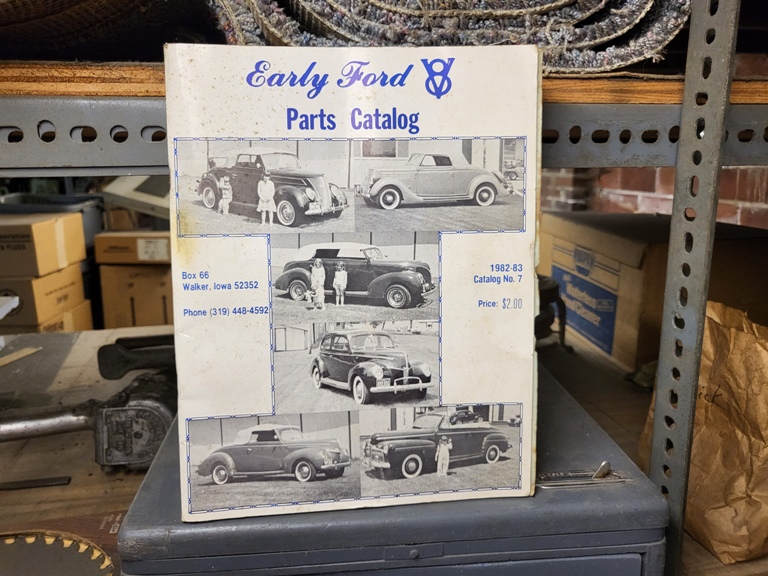 Early Ford V8
Parts Catalog
Box 66
Walker, Iowa 52352
Phone (319) 448-4592
1982-83
Catalog No. 7
Price: $2.00
NAPA